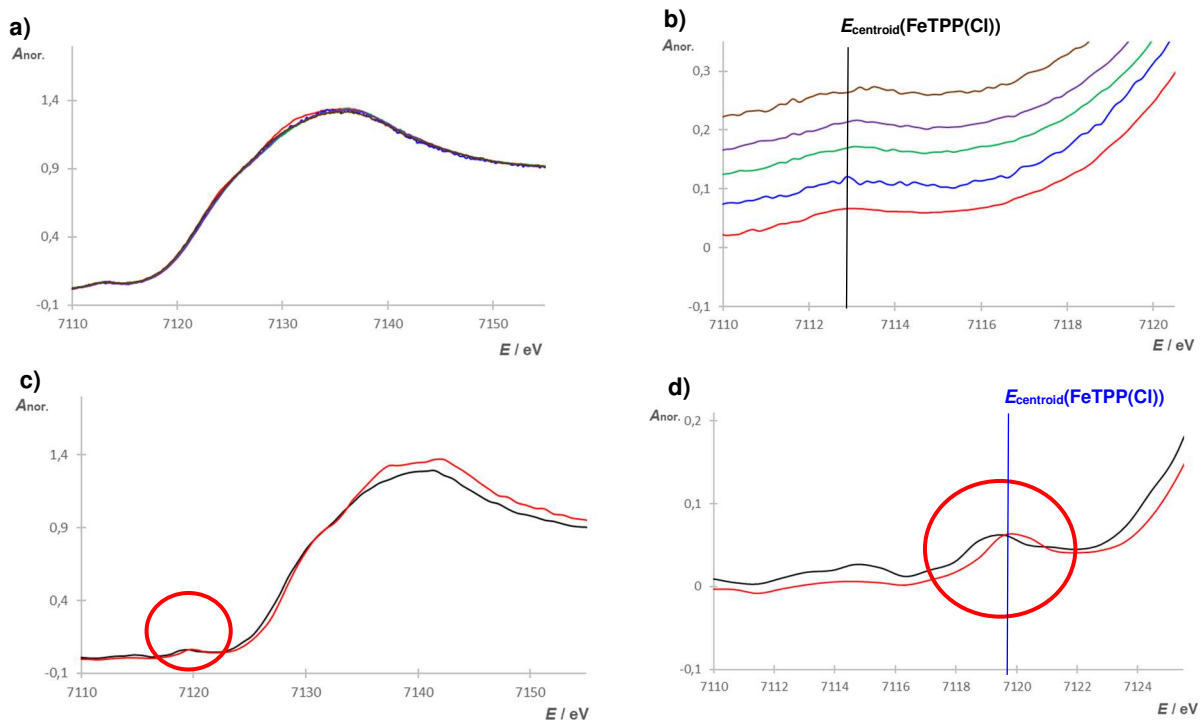 a)
Anor.
1,4
0,9
0,4
-0,1
7110 7120 7130 7140 7150
E / eV
b)
Ecentroid(FeTPP(Cl))
Anor.
0,3
0,2
0,1
0
-0,1
7110 7112 7114 7116 7118 7120
E / eV
c)
Anor.
1,4
0,9
0,4
-0,1
7110 7120 7130 7140 7150
E / eV
d)
Ecentroid(FeTPP(Cl))
Anor.
0,2
0,1
0
-0,1
7110 7112 7114 7116 7118 7120 7122 7124
E / eV